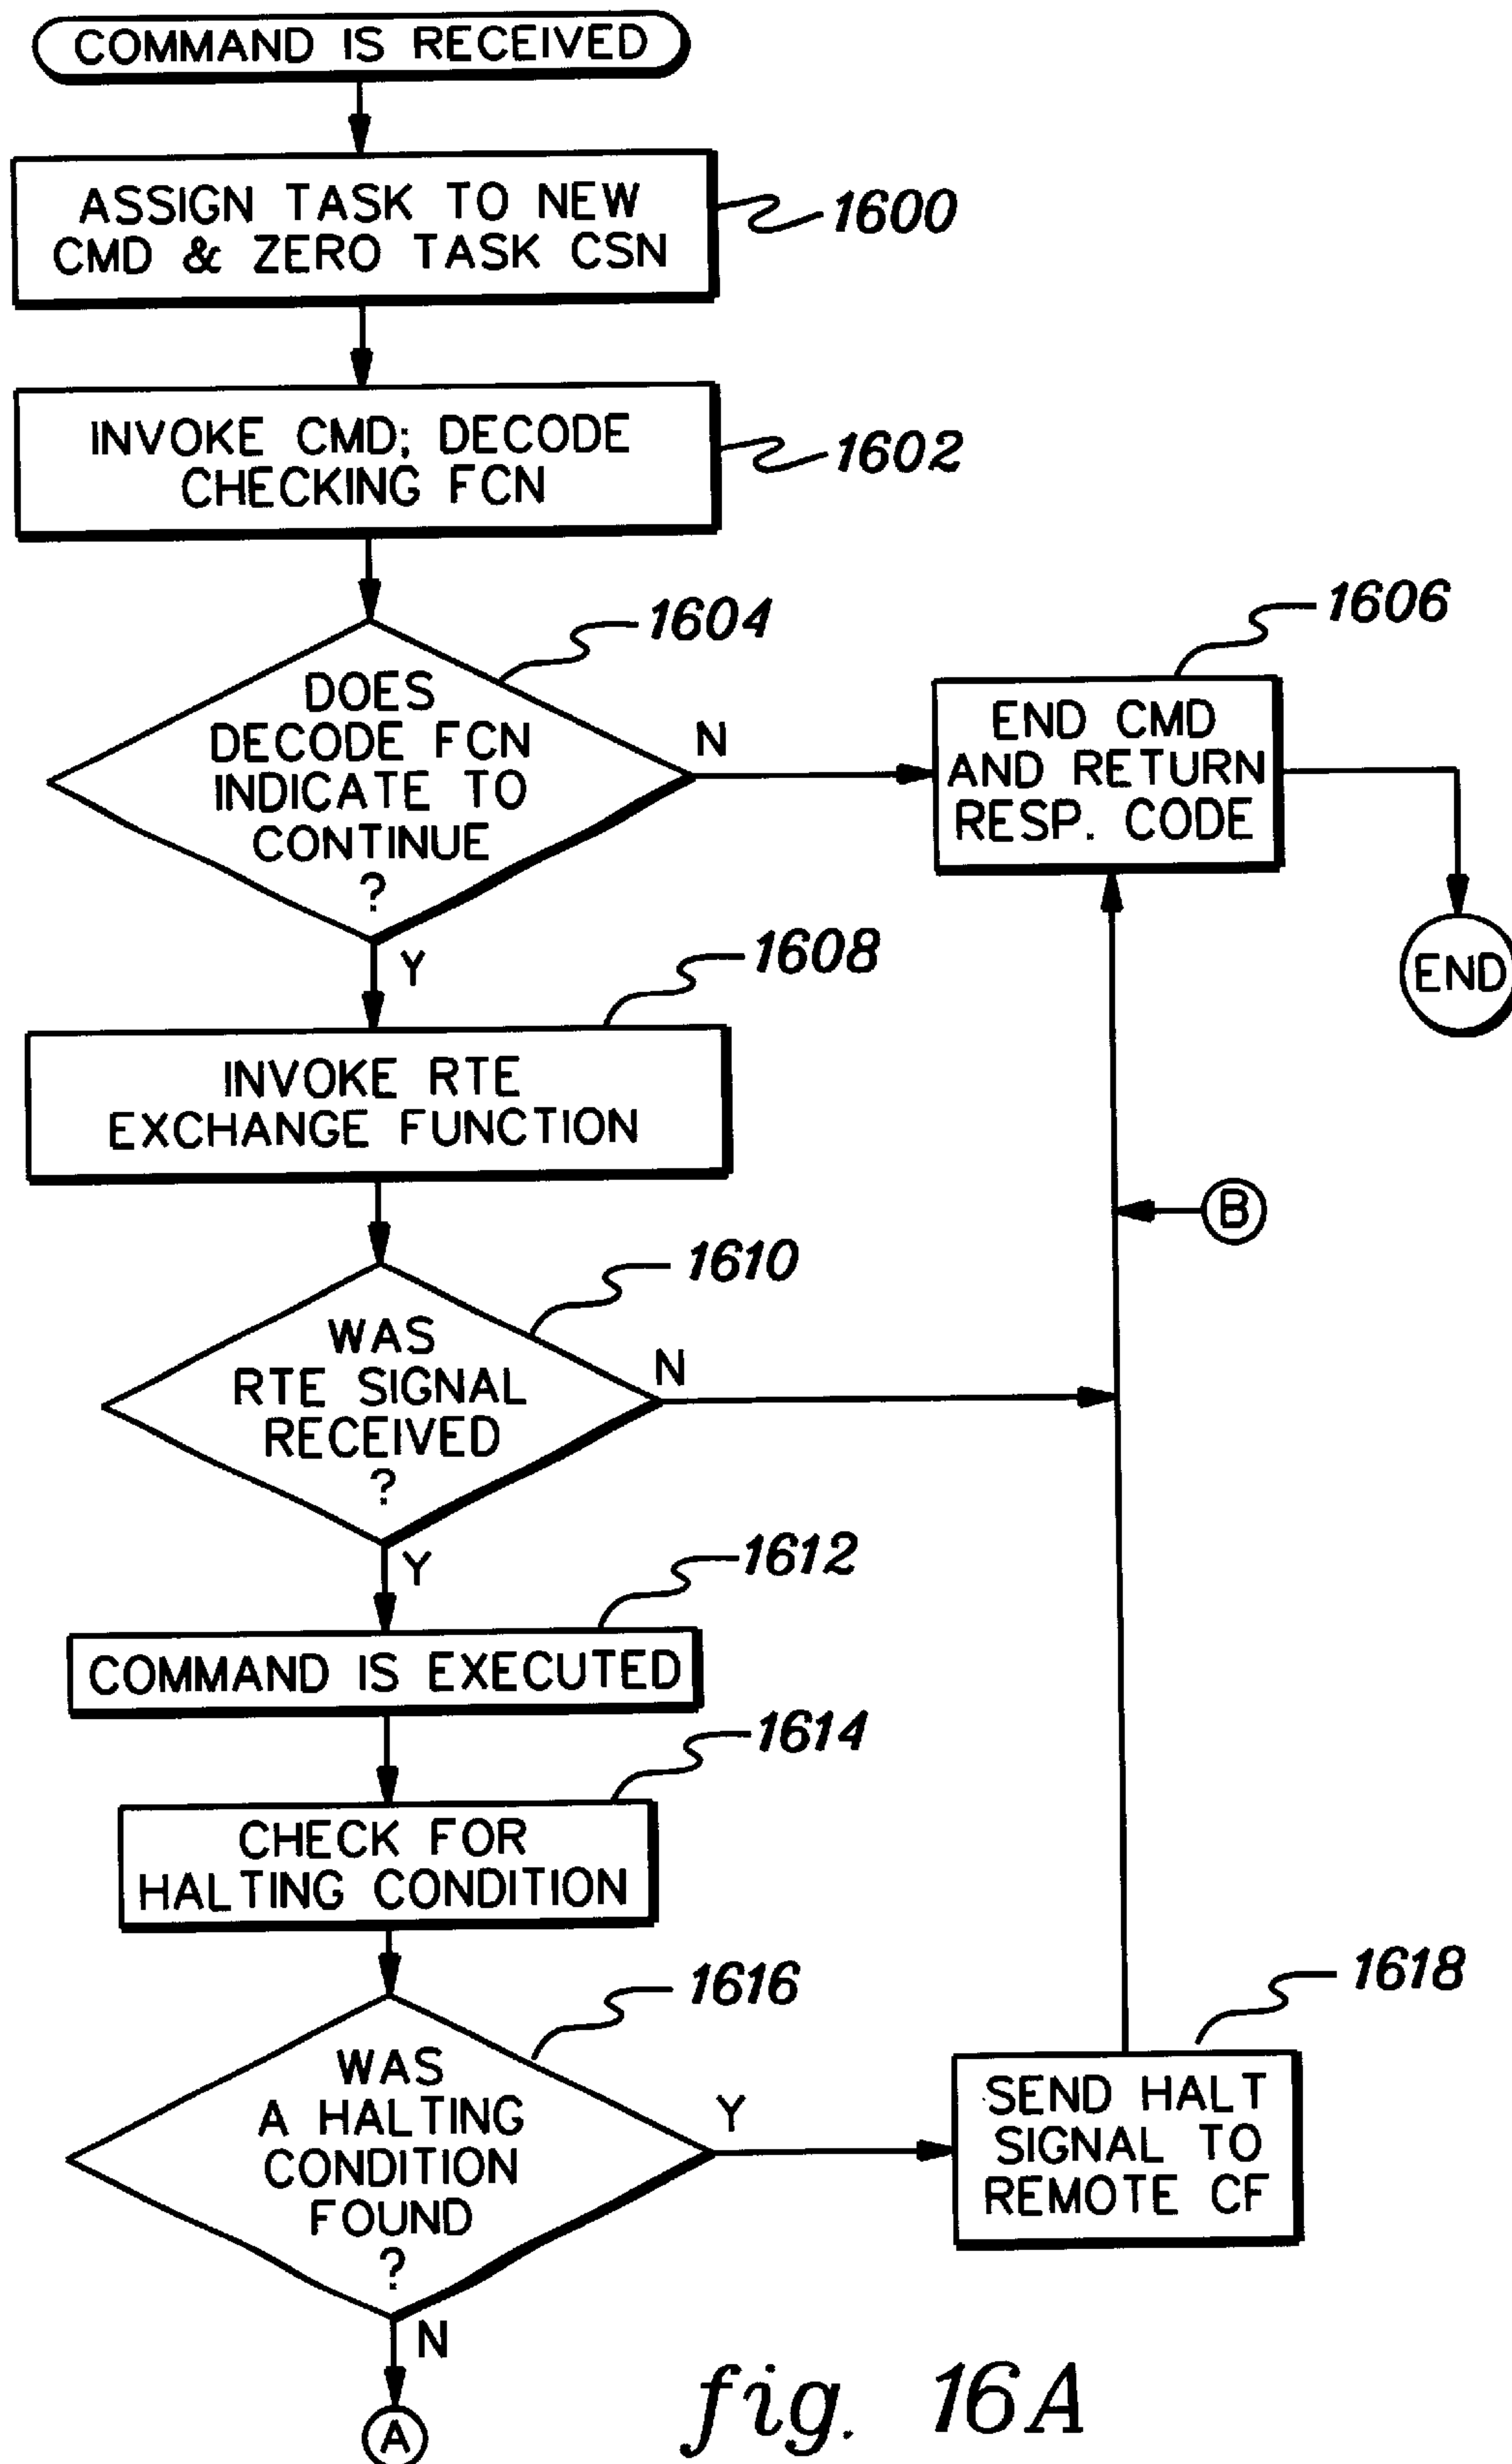 COMMAND IS RECEIVED
ASSIGN TASK TO NEW
CMD & ZERO TASK CSN
1600
INVOKE CMD; DECODE
CHECKING FCN
1602
DOES
DECODE FCN
INDICATE TO
CONTINUE
?
1604
N
Y
1606
END CMD
AND RETURN
RESP. CODE
END
1608
INVOKE RTE
EXCHANGE FUNCTION
B
1610
WAS
RTE SIGNAL
RECEIVED
?
N
Y
1612
COMMAND IS EXECUTED
1614
CHECK FOR
HALTING CONDITION
1616
WAS
A HALTING
CONDITION
FOUND
?
Y
N
1618
SEND HALT
SIGNAL TO
REMOTE CF
A
fig. 16A